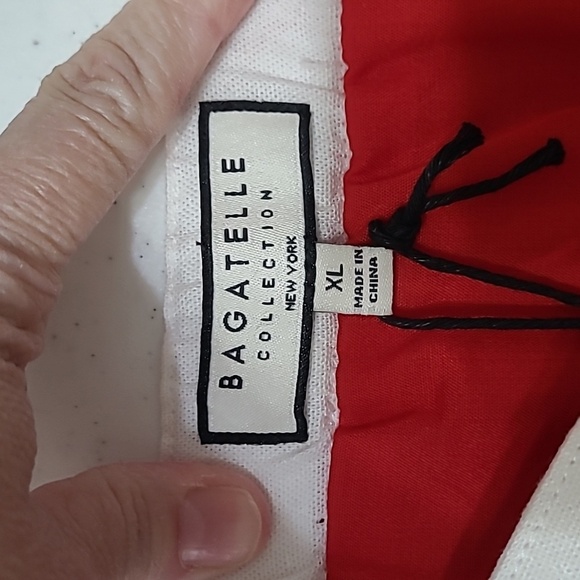 BAGATELLE
COLLECTION
NEW YORK
XL
MADE IN
CHINA